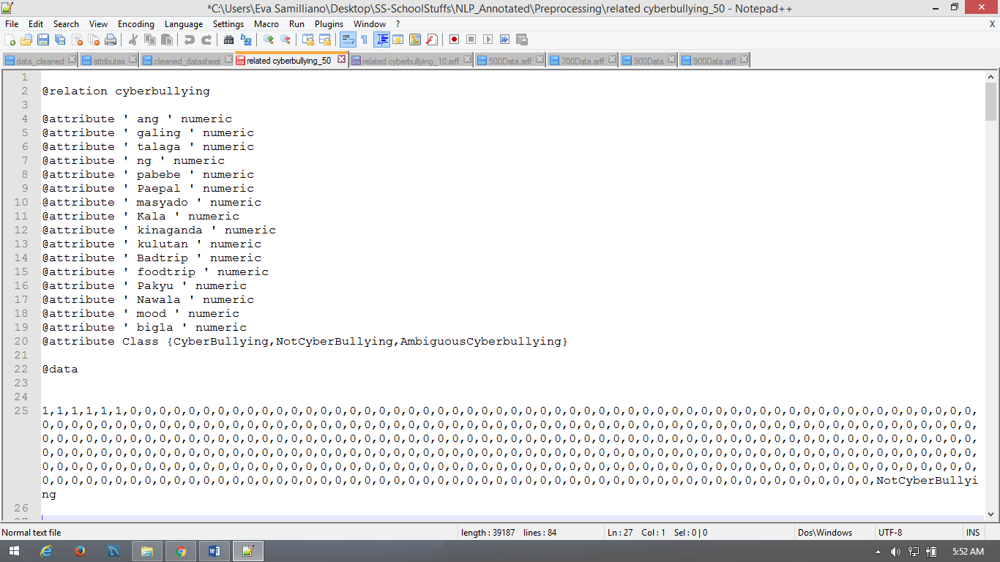 *C:\Users\Eva Samilliano\Desktop\SS-SchoolStuffs\NLP_Annotated\Preprocessing\related cyberbullying_50 - Notepad++
File Edit Search View Encoding Language Settings Macro Run Plugins Window ? X
data_cleaned attributes cleaned_datasheet related cyberbullying_50 related cyberbullying_10.arff 500Data.arff 700Data.arff 900Data 900Data.arff
1
2 @relation cyberbullying
3
4 @attribute ' ang ' numeric
5 @attribute ' galing ' numeric
6 @attribute ' talaga ' numeric
7 @attribute ' ng ' numeric
8 @attribute ' pabebe ' numeric
9 @attribute ' Paepal ' numeric
10 @attribute ' masyado ' numeric
11 @attribute ' Kala ' numeric
12 @attribute ' kinaganda ' numeric
13 @attribute ' kulutan ' numeric
14 @attribute ' Badtrip ' numeric
15 @attribute ' foodtrip ' numeric
16 @attribute ' Pakyu ' numeric
17 @attribute ' Nawala ' numeric
18 @attribute ' mood ' numeric
19 @attribute ' bigla ' numeric
20 @attribute Class {CyberBullying,NotCyberBullying,AmbiguousCyberbullying}
21
22 @data
23
24
25 1,1,1,1,1,1,0,0,0,0,0,0,0,0,0,0,0,0,0,0,0,0,0,0,0,0,0,0,0,0,0,0,0,0,0,0,0,0,0,0,0,0,0,0,0,0,0,0,0,0,0,0,0,0,0,0,0,0,0,0,0,0,0,0,
0,0,0,0,0,0,0,0,0,0,0,0,0,0,0,0,0,0,0,0,0,0,0,0,0,0,0,0,0,0,0,0,0,0,0,0,0,0,0,0,0,0,0,0,0,0,0,0,0,0,0,0,0,0,0,0,0,0,0,0,0,0,0,0,
0,0,0,0,0,0,0,0,0,0,0,0,0,0,0,0,0,0,0,0,0,0,0,0,0,0,0,0,0,0,0,0,0,0,0,0,0,0,0,0,0,0,0,0,0,0,0,0,0,0,0,0,0,0,0,0,0,0,0,0,0,0,0,0,
0,0,0,0,0,0,0,0,0,0,0,0,0,0,0,0,0,0,0,0,0,0,0,0,0,0,0,0,0,0,0,0,0,0,0,0,0,0,0,0,0,0,0,0,0,0,0,0,0,0,0,0,0,0,0,0,0,0,0,0,0,0,0,0,
0,0,0,0,0,0,0,0,0,0,0,0,0,0,0,0,0,0,0,0,0,0,0,0,0,0,0,0,0,0,0,0,0,0,0,0,0,0,0,0,0,0,0,0,0,0,0,0,0,0,0,0,0,0,0,0,0,0,0,0,0,0,0,0,
0,0,0,0,0,0,0,0,0,0,0,0,0,0,0,0,0,0,0,0,0,0,0,0,0,0,0,0,0,0,0,0,0,0,0,0,0,0,0,0,0,0,0,0,0,0,0,0,0,0,0,0,0,0,0,0,0,NotCyberBullyi
ng
26
27
Normal text file length : 39187 lines : 84 Ln : 27 Col : 1 Sel : 0 | 0 Dos\Windows UTF-8 INS
5:52 AM